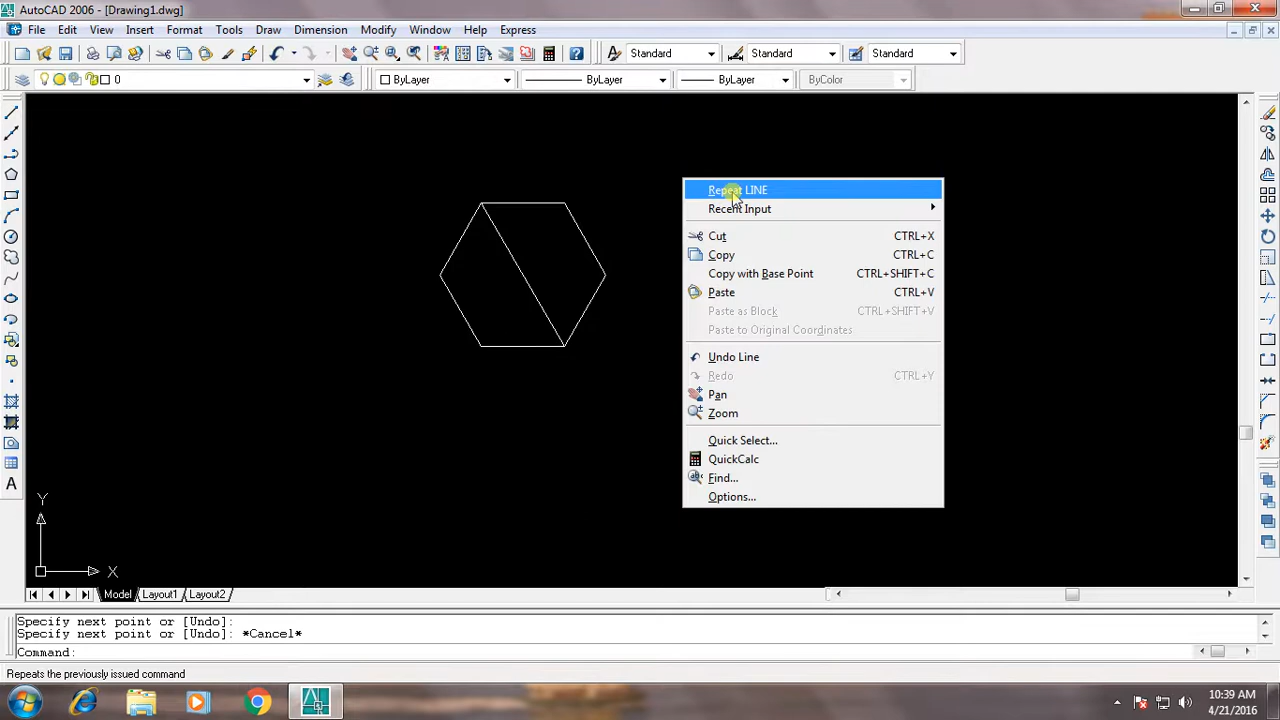 AutoCAD 2006 - [Drawing1.dwg]
File Edit View Insert Format Tools Draw Dimension Modify Window Help Express
Standard Standard Standard
0 ByLayer ByLayer ByLayer ByColor
Repeat LINE
Recent Input
Cut CTRL+X
Copy CTRL+C
Copy with Base Point CTRL+SHIFT+C
Paste CTRL+V
Paste as Block CTRL+SHIFT+V
Paste to Original Coordinates
Undo Line
Redo CTRL+Y
Pan
Zoom
Quick Select...
QuickCalc
Find...
Options...
A
Y
X
Model Layout1 Layout2
Specify next point or [Undo]:
Specify next point or [Undo]: *Cancel*
Command:
Repeats the previously issued command
10:39 AM
4/21/2016